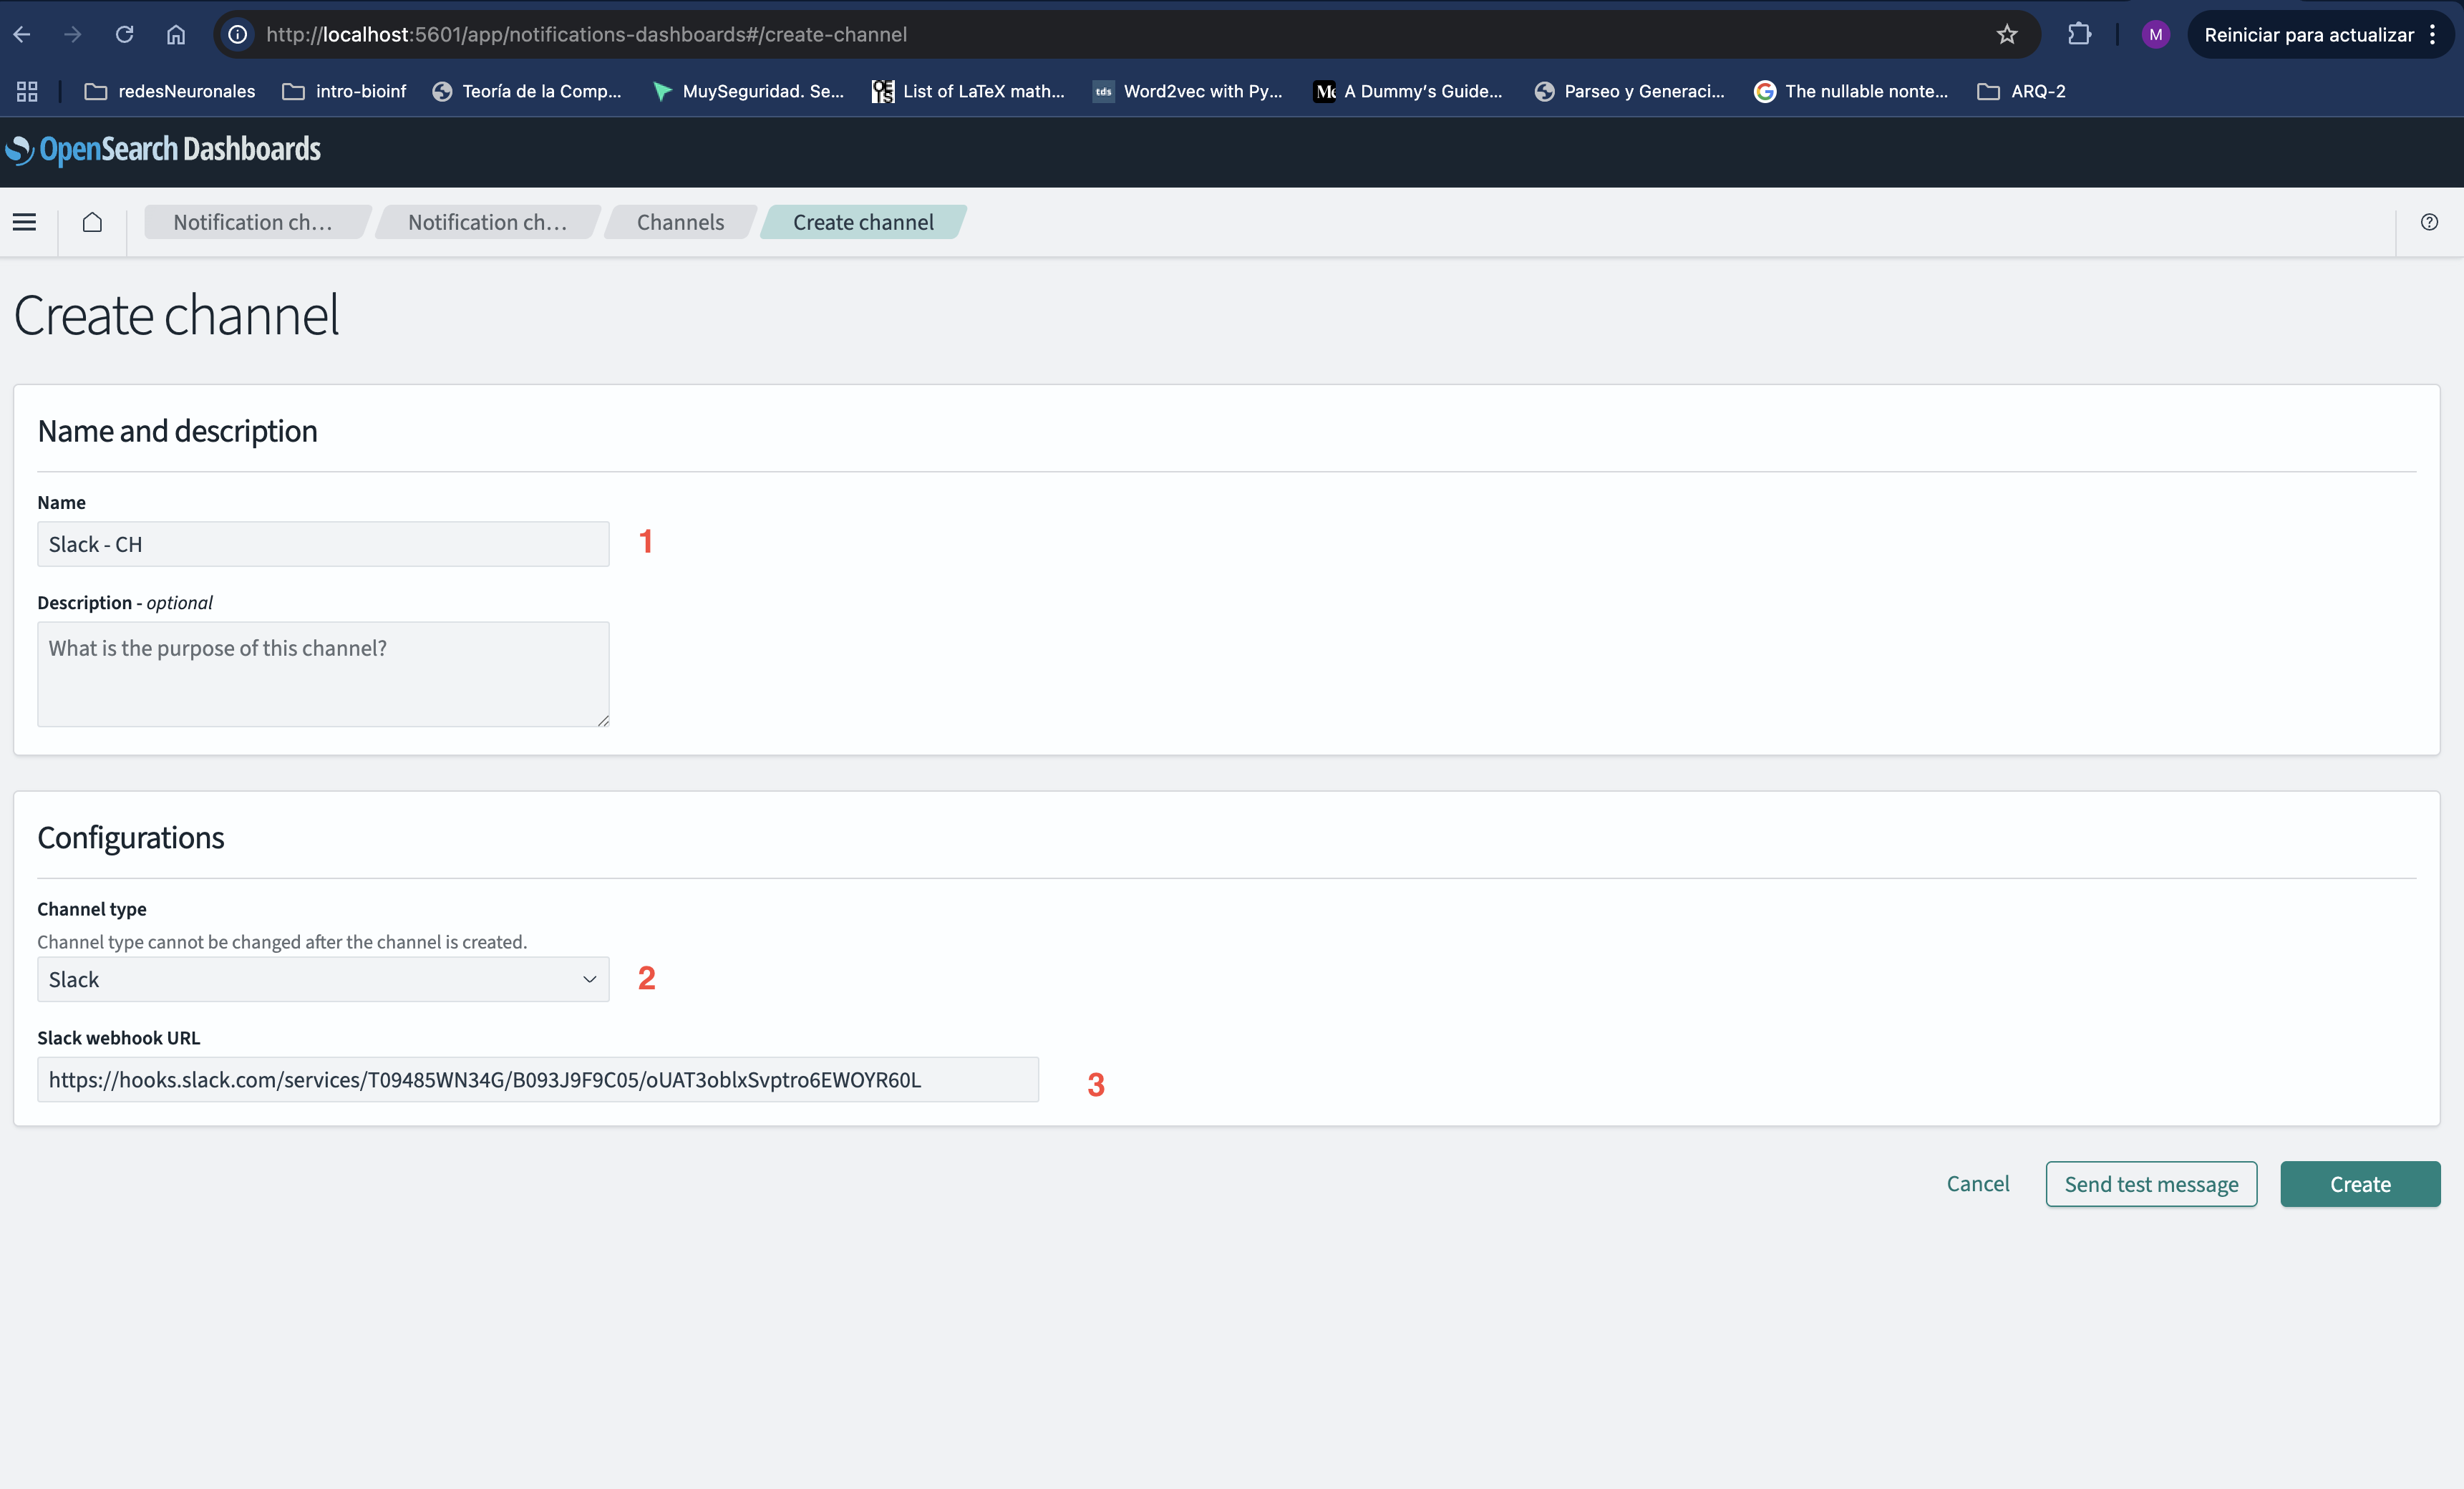 http://localhost:5601/app/notifications-dashboards#/create-channel
M
Reiniciar para actualizar
redesNeuronales
intro-bioinf
Teoría de la Comp...
MuySeguridad. Se...
List of LaTeX math...
tds
Word2vec with Py...
A Dummy's Guide...
Parseo y Generaci...
The nullable nonte...
ARQ-2
OpenSearch Dashboards
Notification ch...
Notification ch...
Channels
Create channel
Create channel
Name and description
Name
Slack - CH
1
Description - optional
What is the purpose of this channel?
Configurations
Channel type
Channel type cannot be changed after the channel is created.
Slack
2
Slack webhook URL
https://hooks.slack.com/services/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
3
Cancel
Send test message
Create